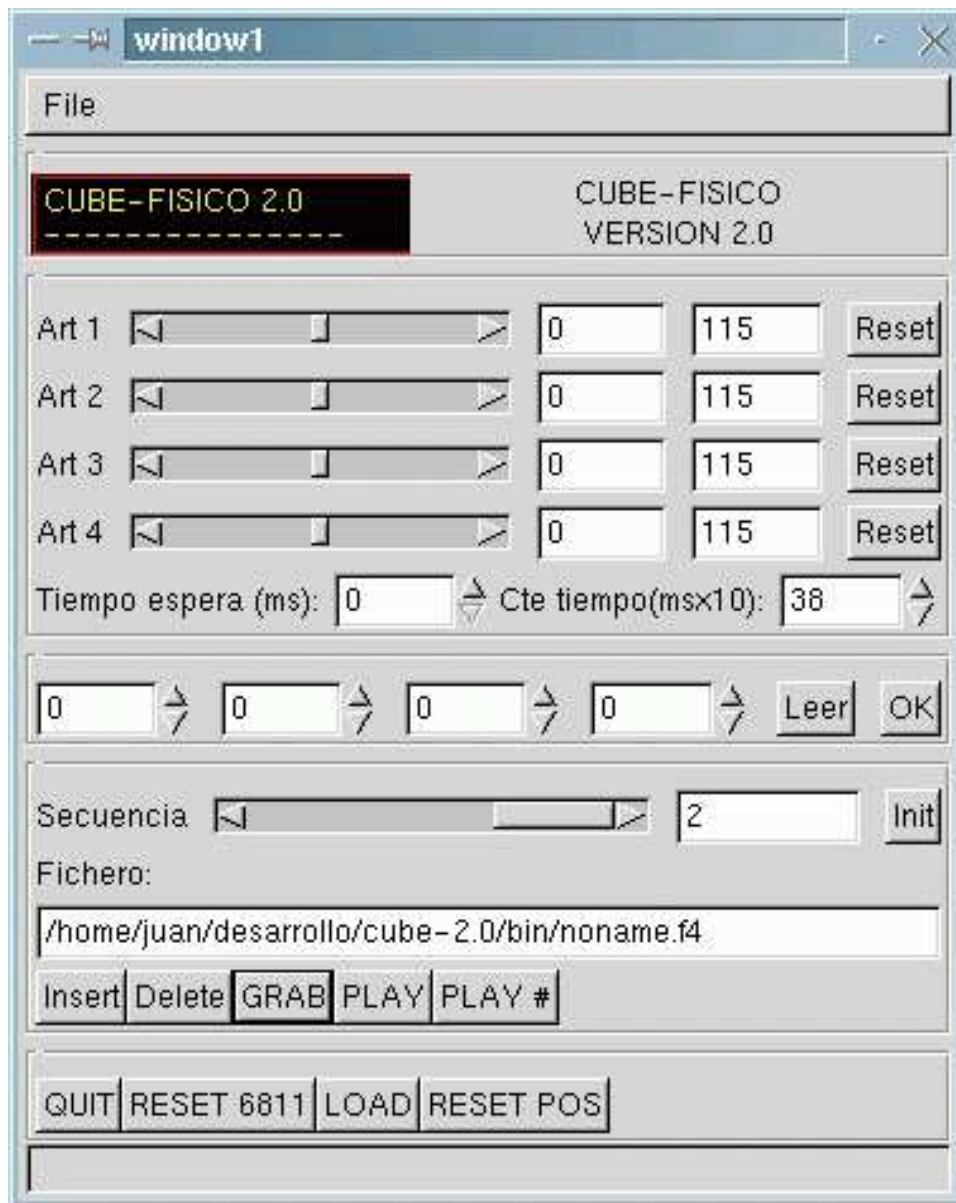 window1
File
CUBE-FISICO 2.0
---------------
CUBE-FISICO
VERSION 2.0
Art 1 0 115 Reset
Art 2 0 115 Reset
Art 3 0 115 Reset
Art 4 0 115 Reset
Tiempo espera (ms): 0 Cte tiempo(msx10): 38
0 0 0 0 Leer OK
Secuencia 2 Init
Fichero:
/home/juan/desarrollo/cube-2.0/bin/noname.f4
Insert Delete GRAB PLAY PLAY #
QUIT RESET 6811 LOAD RESET POS